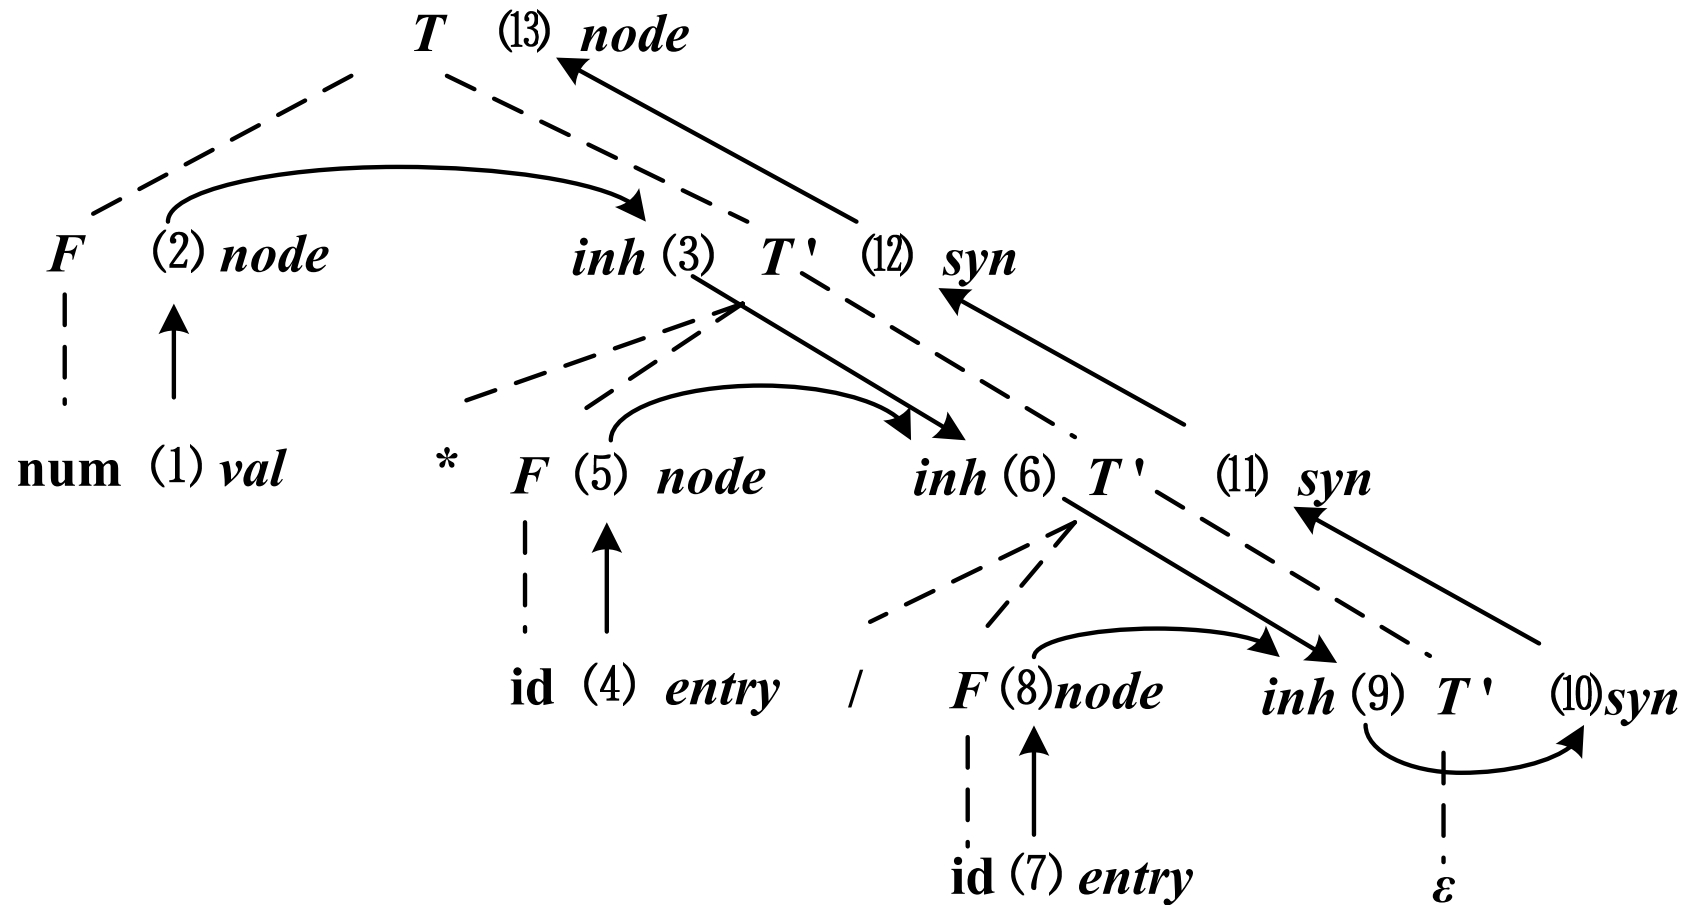 T (13) node
F (2) node inh (3) T' (12) syn
num (1) val * F (5) node inh (6) T' (11) syn
id (4) entry / F (8) node inh (9) T' (10) syn
id (7) entry ε